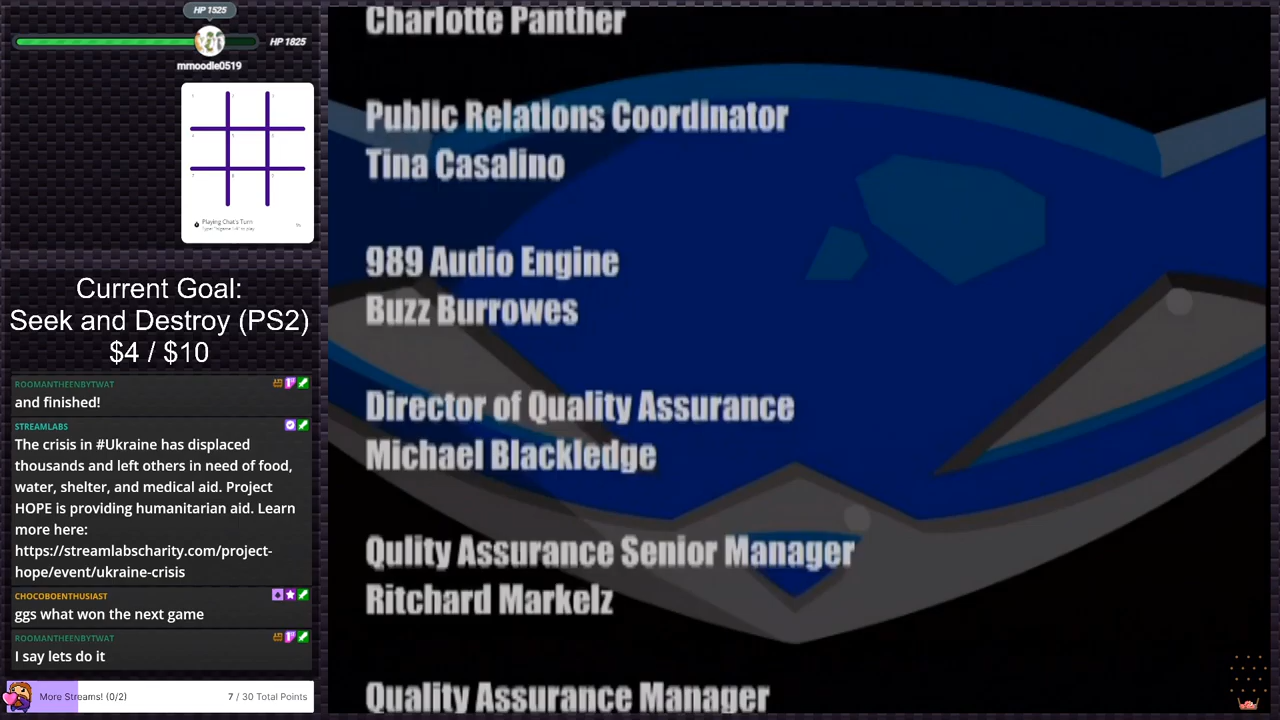 HP 1525
HP 1825
mrnoodle0519
Playing Chat's Turn
Current Goal:
Seek and Destroy (PS2)
$4 / $10
ROOMANTHEENBYTWAT
and finished!
STREAMLABS
The crisis in #Ukraine has displaced
thousands and left others in need of food,
water, shelter, and medical aid. Project
HOPE is providing humanitarian aid. Learn
more here:
https://streamlabscharity.com/project-
hope/event/ukraine-crisis
CHOCOBOENTHUSIAST
ggs what won the next game
ROOMANTHEENBYTWAT
I say lets do it
More Streams! (0/2)
7 / 30 Total Points
Charlotte Panther
Public Relations Coordinator
Tina Casalino
989 Audio Engine
Buzz Burrowes
Director of Quality Assurance
Michael Blackledge
Qulity Assurance Senior Manager
Ritchard Markelz
Quality Assurance Manager